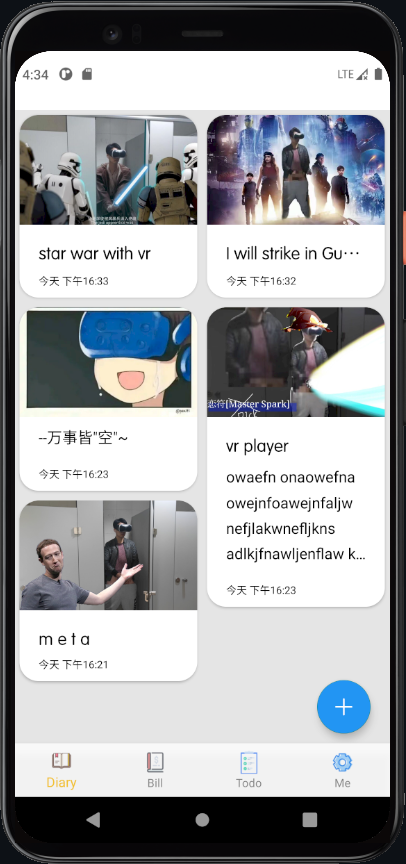 4:34
LTE
star war with vr
今天 下午16:33
I will strike in Gu···
今天 下午16:32
--万事皆"空"~
今天 下午16:23
恋符[Master Spark]
vr player
owaefn onaowefna
owejnfoawejnfaljw
nefjlakwnefljkns
adlkjfnawljenflaw k...
今天 下午16:23
m e t a
今天 下午16:21
Diary
Bill
Todo
Me